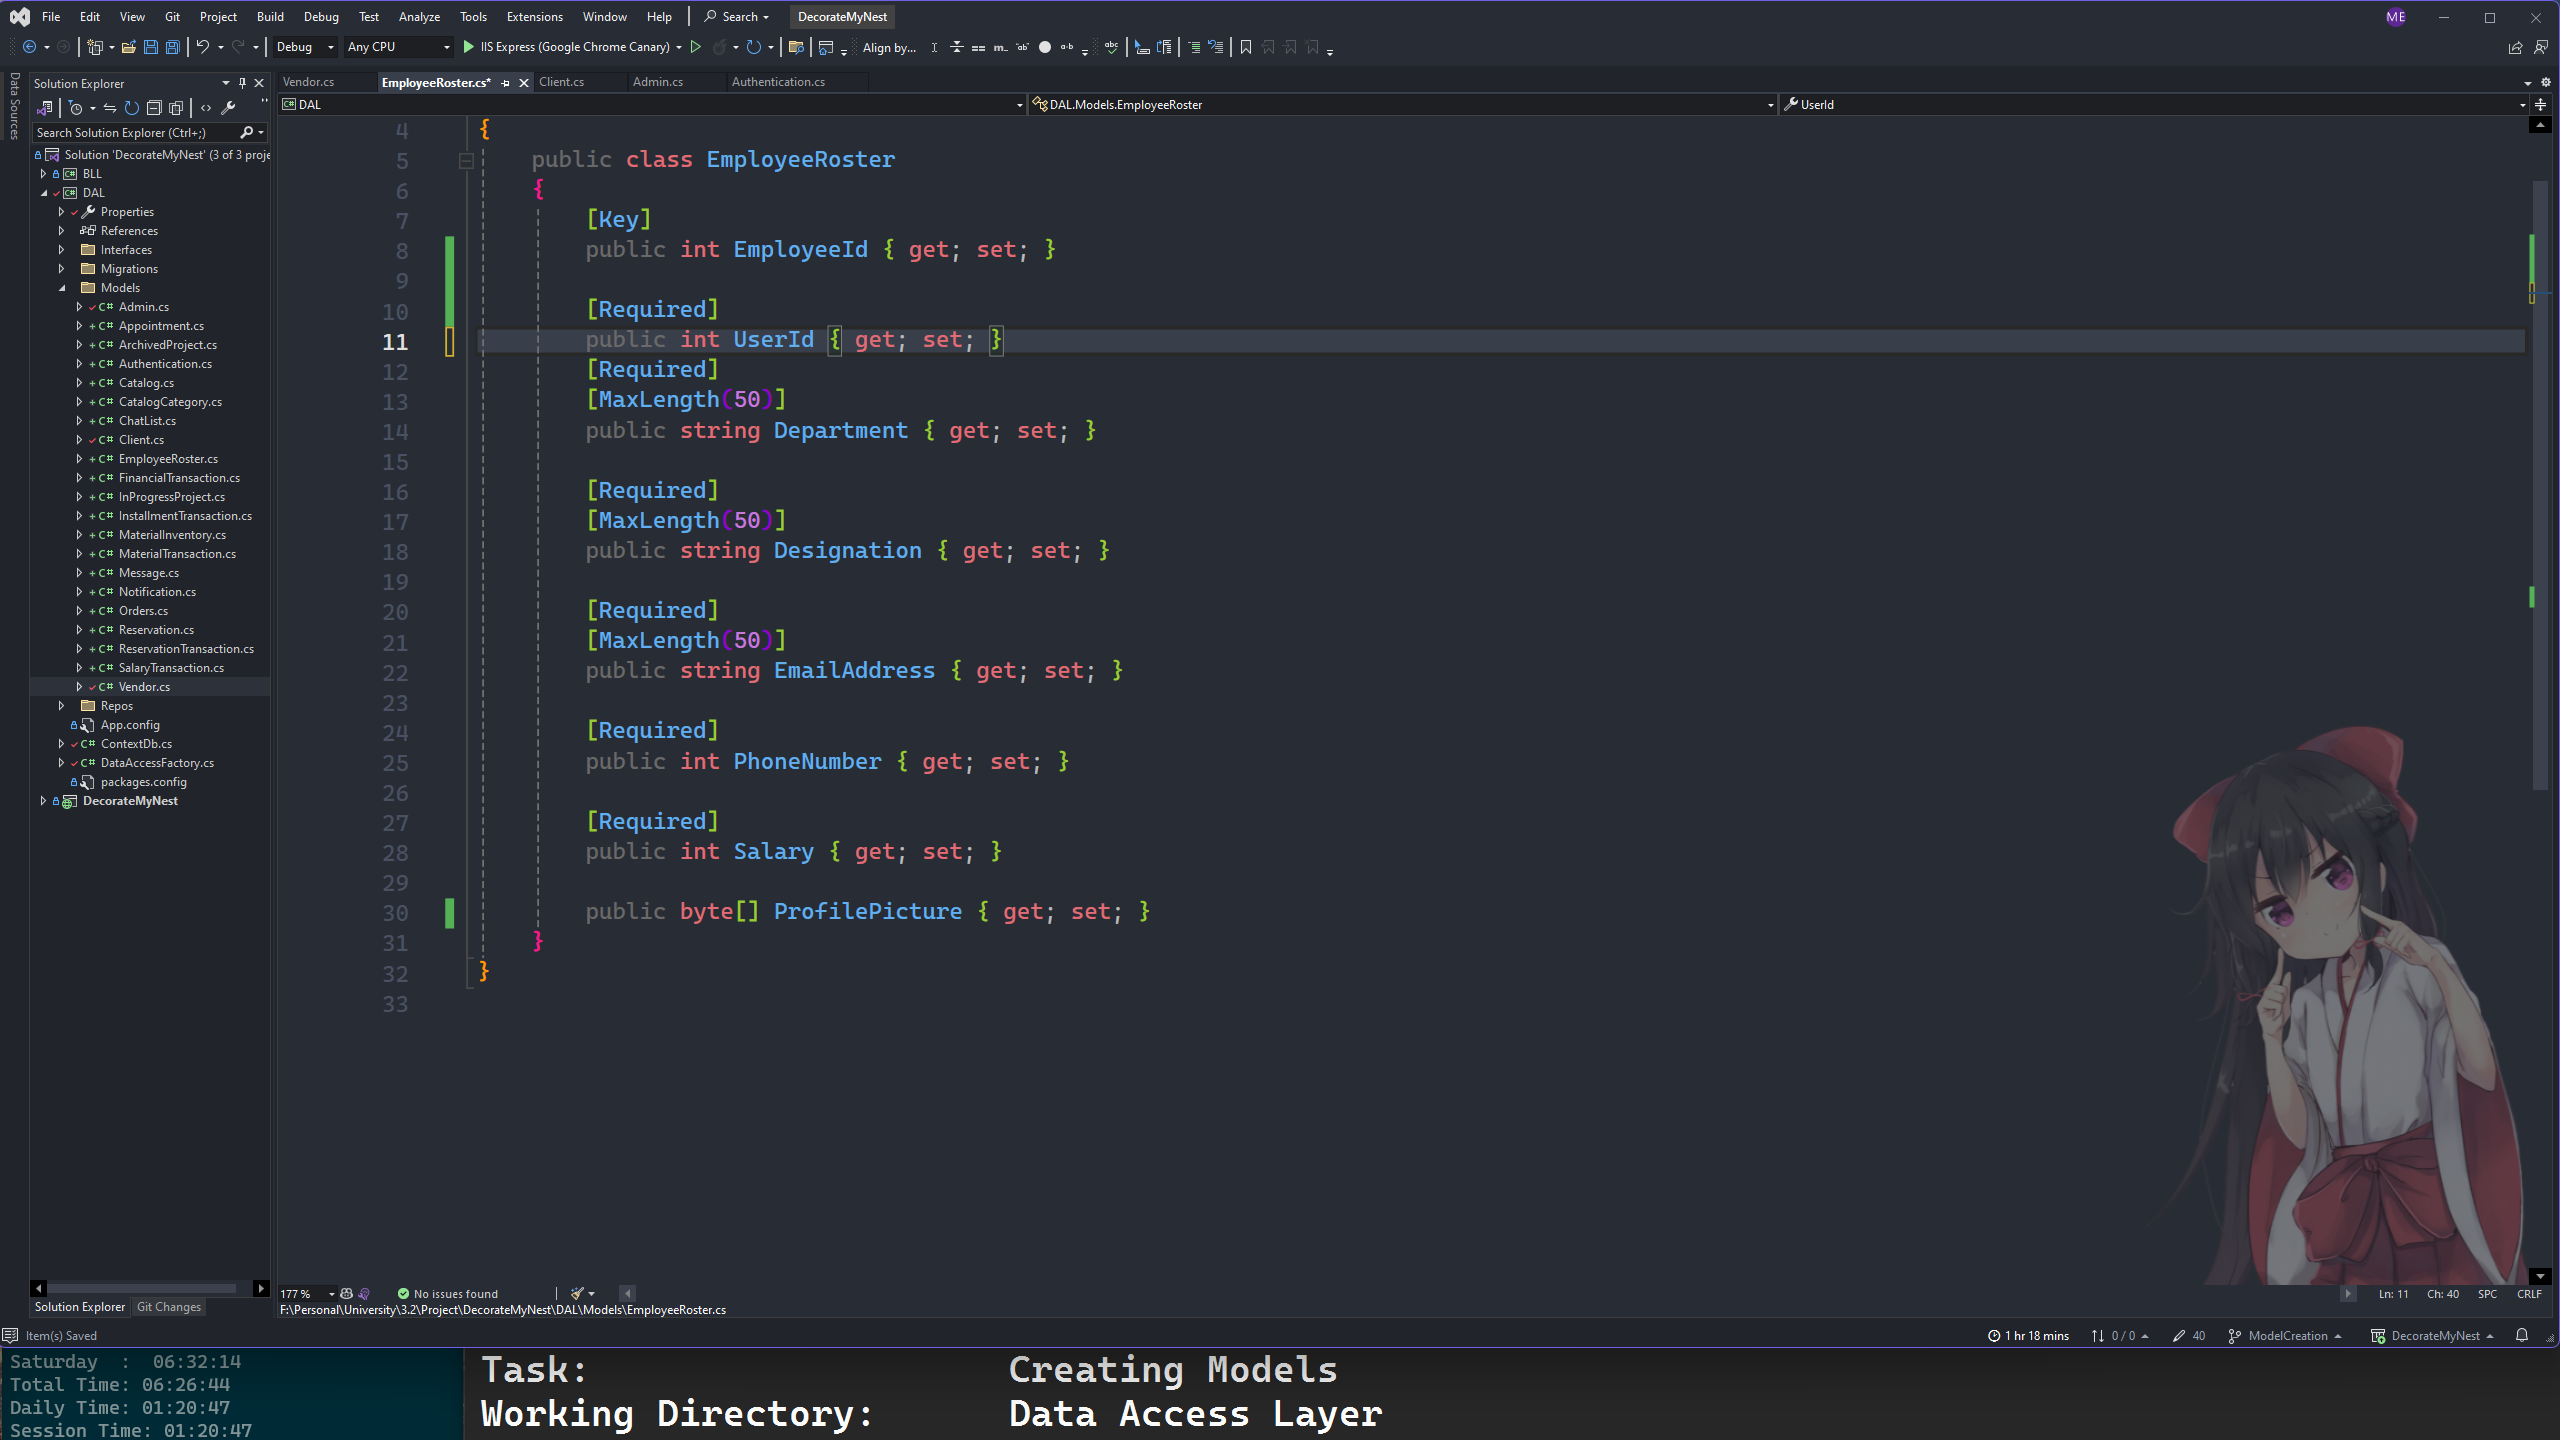 File Edit View Git Project Build Debug Test Analyze Tools Extensions Window Help Search DecorateMyNest ME
Debug Any CPU IIS Express (Google Chrome Canary) Align by...
Data Sources
Solution Explorer
Search Solution Explorer (Ctrl+;)
Solution 'DecorateMyNest' (3 of 3 proje
BLL
DAL
Properties
References
Interfaces
Migrations
Models
C# Admin.cs
C# Appointment.cs
C# ArchivedProject.cs
C# Authentication.cs
C# Catalog.cs
C# CatalogCategory.cs
C# ChatList.cs
C# Client.cs
C# EmployeeRoster.cs
C# FinancialTransaction.cs
C# InProgressProject.cs
C# InstallmentTransaction.cs
C# MaterialInventory.cs
C# MaterialTransaction.cs
C# Message.cs
C# Notification.cs
C# Orders.cs
C# Reservation.cs
C# ReservationTransaction.cs
C# SalaryTransaction.cs
C# Vendor.cs
Repos
App.config
C# ContextDb.cs
C# DataAccessFactory.cs
packages.config
DecorateMyNest
Solution Explorer Git Changes
Vendor.cs EmployeeRoster.cs* Client.cs Admin.cs Authentication.cs
DAL DAL.Models.EmployeeRoster UserId
4 {
5 public class EmployeeRoster
6 {
7 [Key]
8 public int EmployeeId { get; set; }
9
10 [Required]
11 public int UserId { get; set; }
12 [Required]
13 [MaxLength(50)]
14 public string Department { get; set; }
15
16 [Required]
17 [MaxLength(50)]
18 public string Designation { get; set; }
19
20 [Required]
21 [MaxLength(50)]
22 public string EmailAddress { get; set; }
23
24 [Required]
25 public int PhoneNumber { get; set; }
26
27 [Required]
28 public int Salary { get; set; }
29
30 public byte[] ProfilePicture { get; set; }
31 }
32 }
33
177 % No issues found Ln: 11 Ch: 40 SPC CRLF
F:\Personal\University\3.2\Project\DecorateMyNest\DAL\Models\EmployeeRoster.cs
Item(s) Saved 1 hr 18 mins 0 / 0 40 ModelCreation DecorateMyNest
Saturday : 06:32:14
Total Time: 06:26:44
Daily Time: 01:20:47
Session Time: 01:20:47
Task: Creating Models
Working Directory: Data Access Layer